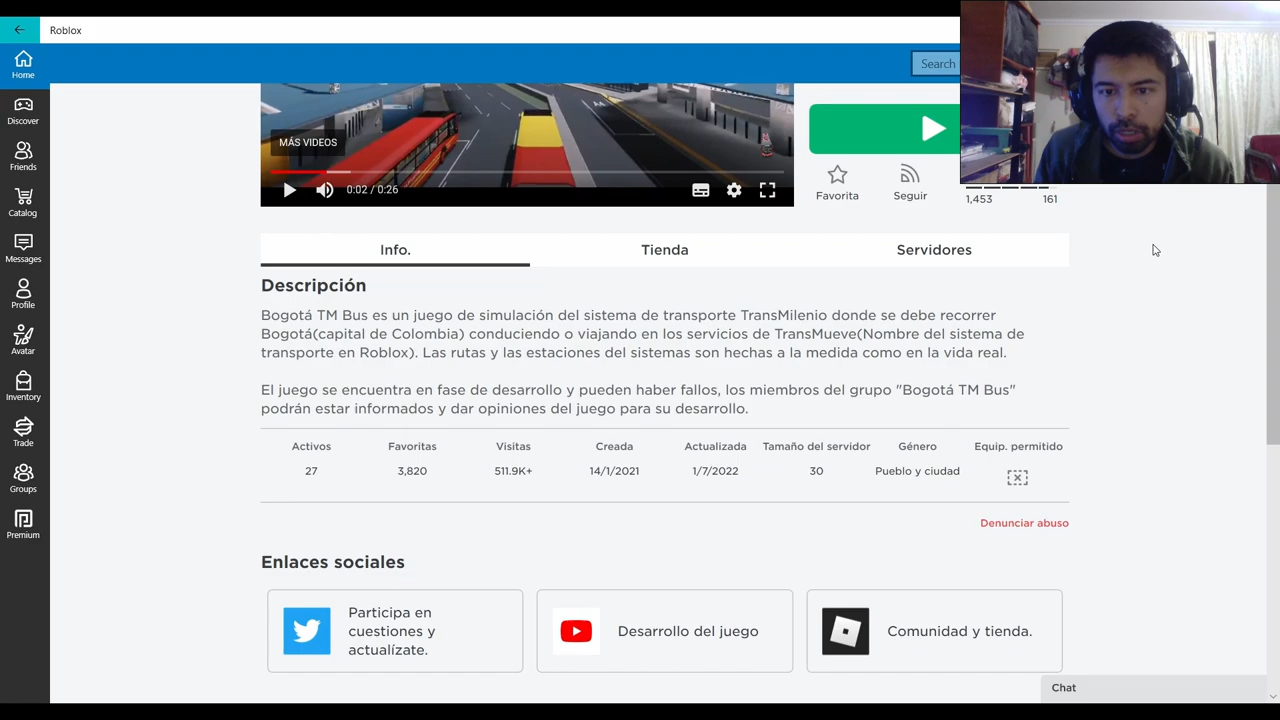 Roblox
Search
Home
Discover
Friends
Catalog
Messages
Profile
Avatar
Inventory
Trade
Groups
Premium
MÁS VIDEOS
0:02 / 0:26
Favorita
Seguir
1,453
161
Info.
Tienda
Servidores
Descripción
Bogotá TM Bus es un juego de simulación del sistema de transporte TransMilenio donde se debe recorrer
Bogotá(capital de Colombia) conduciendo o viajando en los servicios de TransMueve(Nombre del sistema de
transporte en Roblox). Las rutas y las estaciones del sistemas son hechas a la medida como en la vida real.
El juego se encuentra en fase de desarrollo y pueden haber fallos, los miembros del grupo "Bogotá TM Bus"
podrán estar informados y dar opiniones del juego para su desarrollo.
Activos Favoritas Visitas Creada Actualizada Tamaño del servidor Género Equip. permitido
27 3,820 511.9K+ 14/1/2021 1/7/2022 30 Pueblo y ciudad
Denunciar abuso
Enlaces sociales
Participa en
cuestiones y
actualízate.
Desarrollo del juego
Comunidad y tienda.
Chat